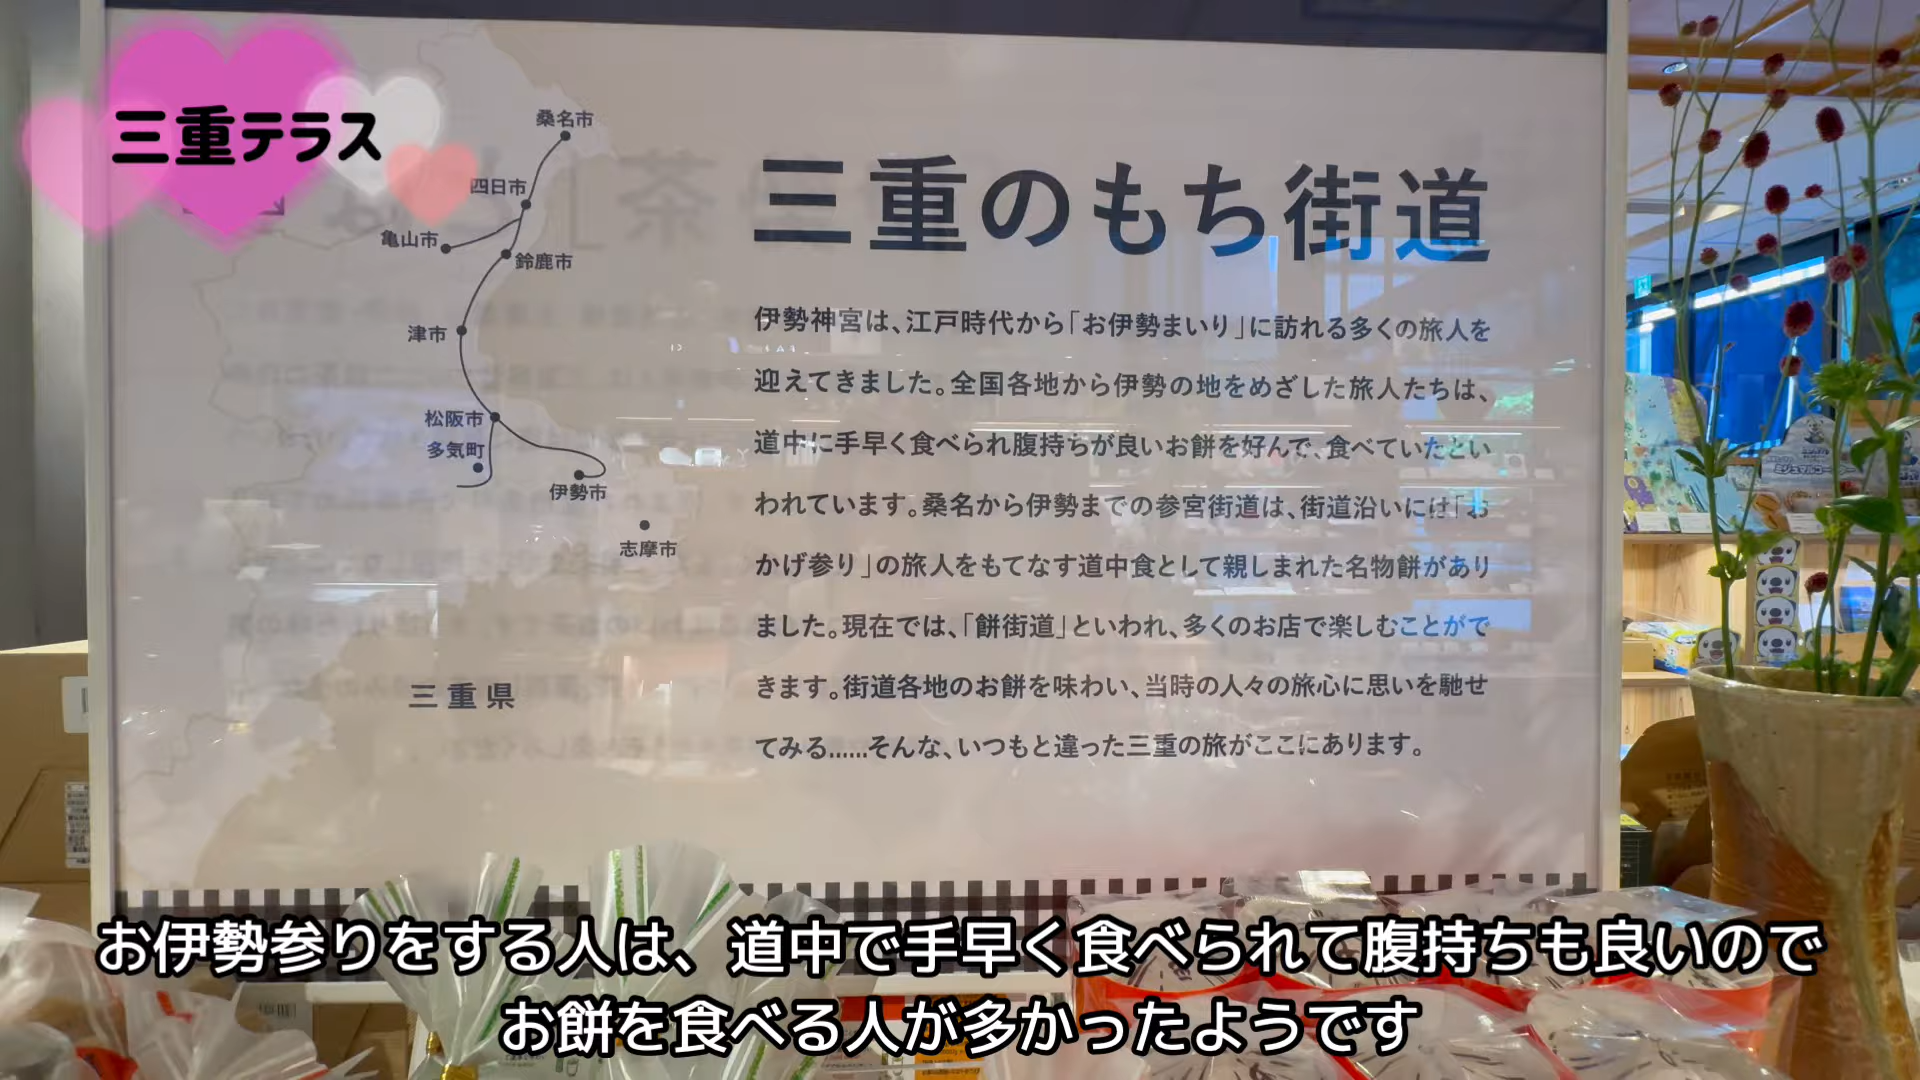 三重テラス
桑名市
四日市
亀山市
鈴鹿市
津市
松阪市
多気町
伊勢市
志摩市
三重県
三重のもち街道
伊勢神宮は、江戸時代から「お伊勢まいり」に訪れる多くの旅人を
迎えてきました。全国各地から伊勢の地をめざした旅人たちは、
道中に手早く食べられ腹持ちが良いお餅を好んで、食べていたとい
われています。桑名から伊勢までの参宮街道は、街道沿いには「お
かげ参り」の旅人をもてなす道中食として親しまれた名物餅があり
ました。現在では、「餅街道」といわれ、多くのお店で楽しむことがで
きます。街道各地のお餅を味わい、当時の人々の旅心に思いを馳せ
てみる……そんな、いつもと違った三重の旅がここにあります。
お伊勢参りをする人は、道中で手早く食べられて腹持ちも良いので
お餅を食べる人が多かったようです